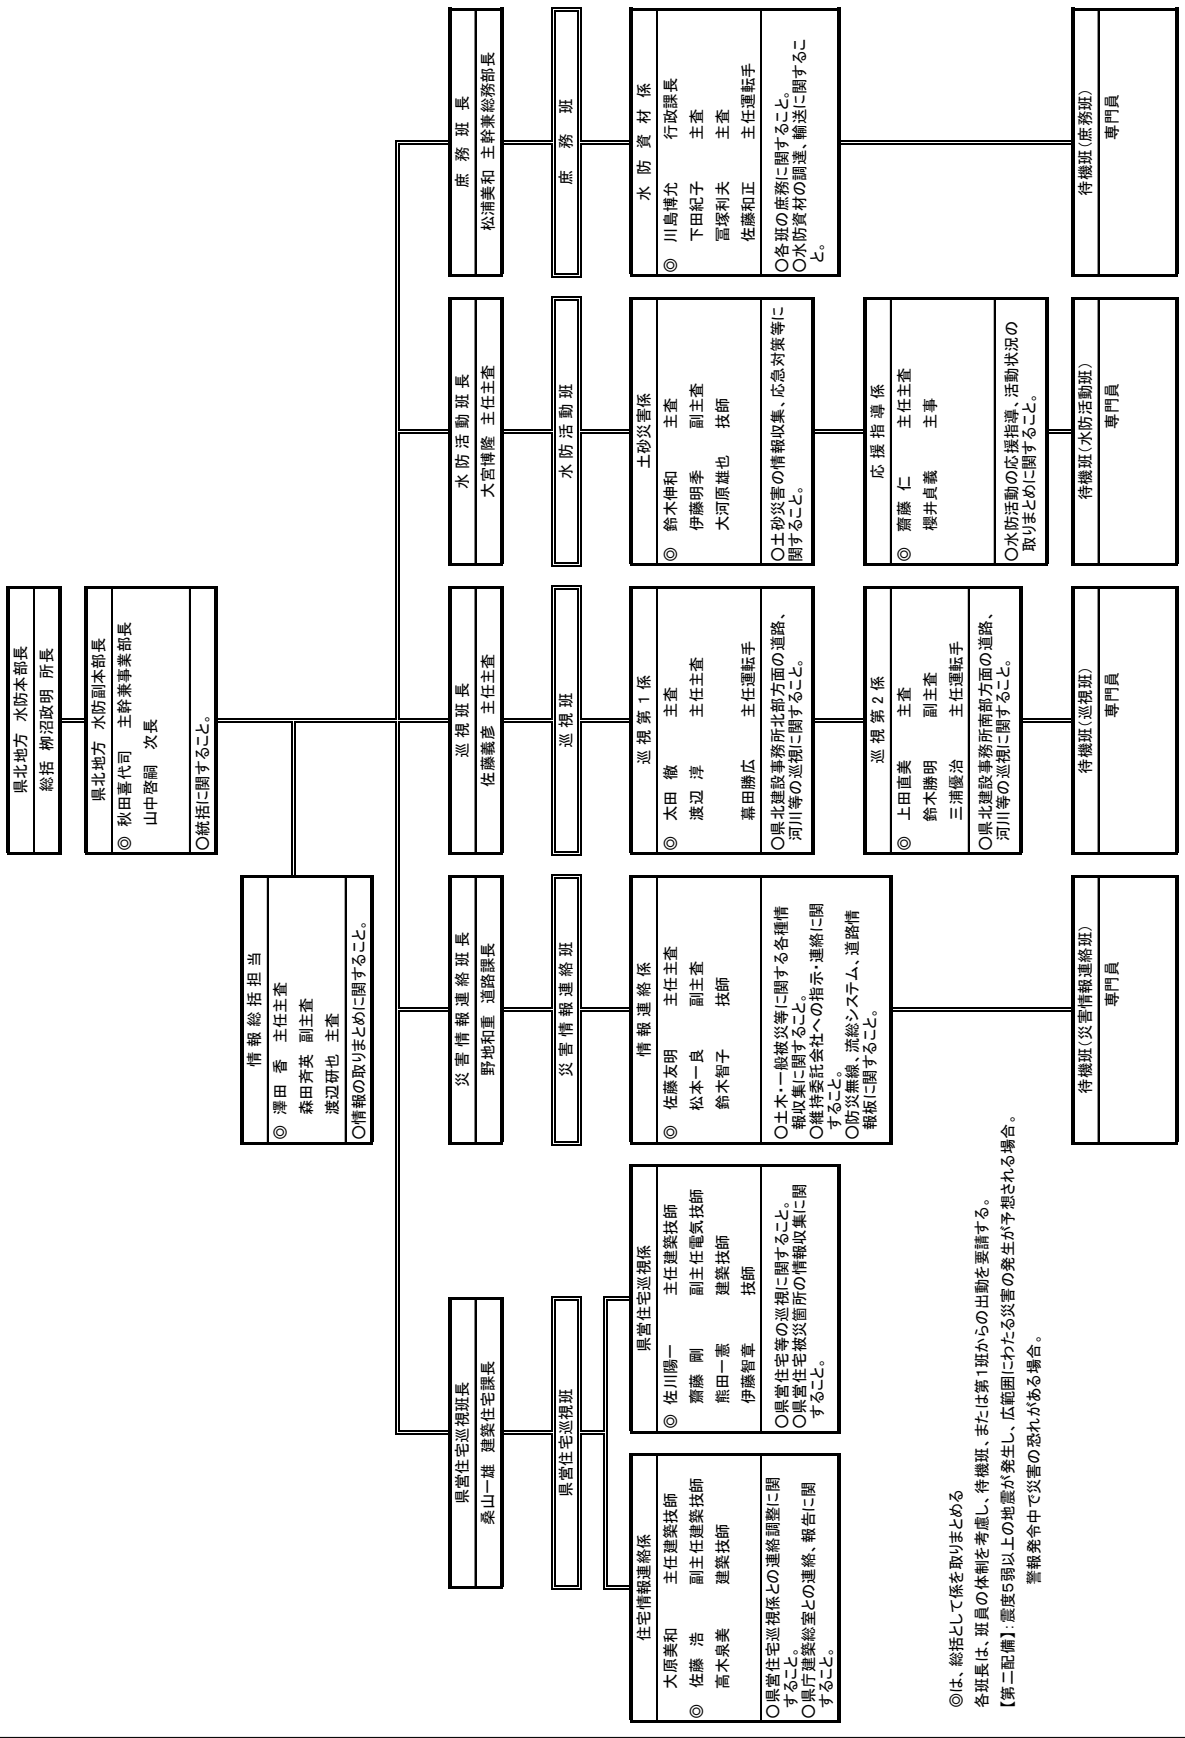 県北地方 水防本部長
総括 柳沼政明 所長
県北地方 水防副本部長
◎ 秋田喜代司 主幹兼事業部長
山中啓嗣 次長
○統括に関すること。
情報総括担当
◎ 澤田 香 主任主査
森田斉英 副主査
渡辺研也 主査
○情報の取りまとめに関すること。
県営住宅巡視班長
桑山一雄 建築住宅課長
県営住宅巡視班
住宅情報連絡係
大原美和 主任建築技師
◎ 佐藤 浩 副主任建築技師
高木泉美 建築技師
○県営住宅巡視係との連絡調整に関
すること。
○県庁建築総室との連絡、報告に関
すること。
県営住宅巡視係
◎ 佐川陽一 主任建築技師
齋藤 剛 副主任電気技師
熊田一憲 建築技師
伊藤智章 技師
○県営住宅等の巡視に関すること。
○県営住宅被災箇所の情報収集に関
すること。
災害情報連絡班長
野地和重 道路課長
災害情報連絡班
情報連絡係
◎ 佐藤友明 主任主査
松本一良 副主査
鈴木智子 技師
○土木・一般被災等に関する各種情
報収集に関すること。
○維持委託会社への指示・連絡に関
すること。
○防災無線、流総システム、道路情
報板に関すること。
待機班(災害情報連絡班)
専門員
巡視班長
佐藤義彦 主任主査
巡視班
巡視第1係
◎ 太田 徹 主査
渡辺 淳 主任主査
幕田勝広 主任運転手
○県北建設事務所北部方面の道路、
河川等の巡視に関すること。
巡視第2係
◎ 上田直美 主査
鈴木勝明 副主査
三浦優治 主任運転手
○県北建設事務所南部方面の道路、
河川等の巡視に関すること。
待機班(巡視班)
専門員
水防活動班長
大宮博隆 主任主査
水防活動班
土砂災害係
◎ 鈴木伸和 主査
伊藤明季 副主査
大河原雄也 技師
○土砂災害の情報収集、応急対策等に
関すること。
応援指導係
◎ 齋藤 仁 主任主査
櫻井貞義 主事
○水防活動の応援指導、活動状況の
取りまとめに関すること。
待機班(水防活動班)
専門員
庶務班長
松浦美和 主幹兼総務部長
庶務班
水防資材係
◎ 川島博允 行政課長
下田紀子 主査
冨塚利夫 主査
佐藤和正 主任運転手
○各班の庶務に関すること。
○水防資材の調達、輸送に関するこ
と。
待機班(庶務班)
専門員
◎は、総括として係を取りまとめる
各班長は、班員の体制を考慮し、待機班、または第1班からの出動を要請する。
【第二配備】：震度5弱以上の地震が発生し、広範囲にわたる災害の発生が予想される場合。
警報発令中で災害の恐れがある場合。